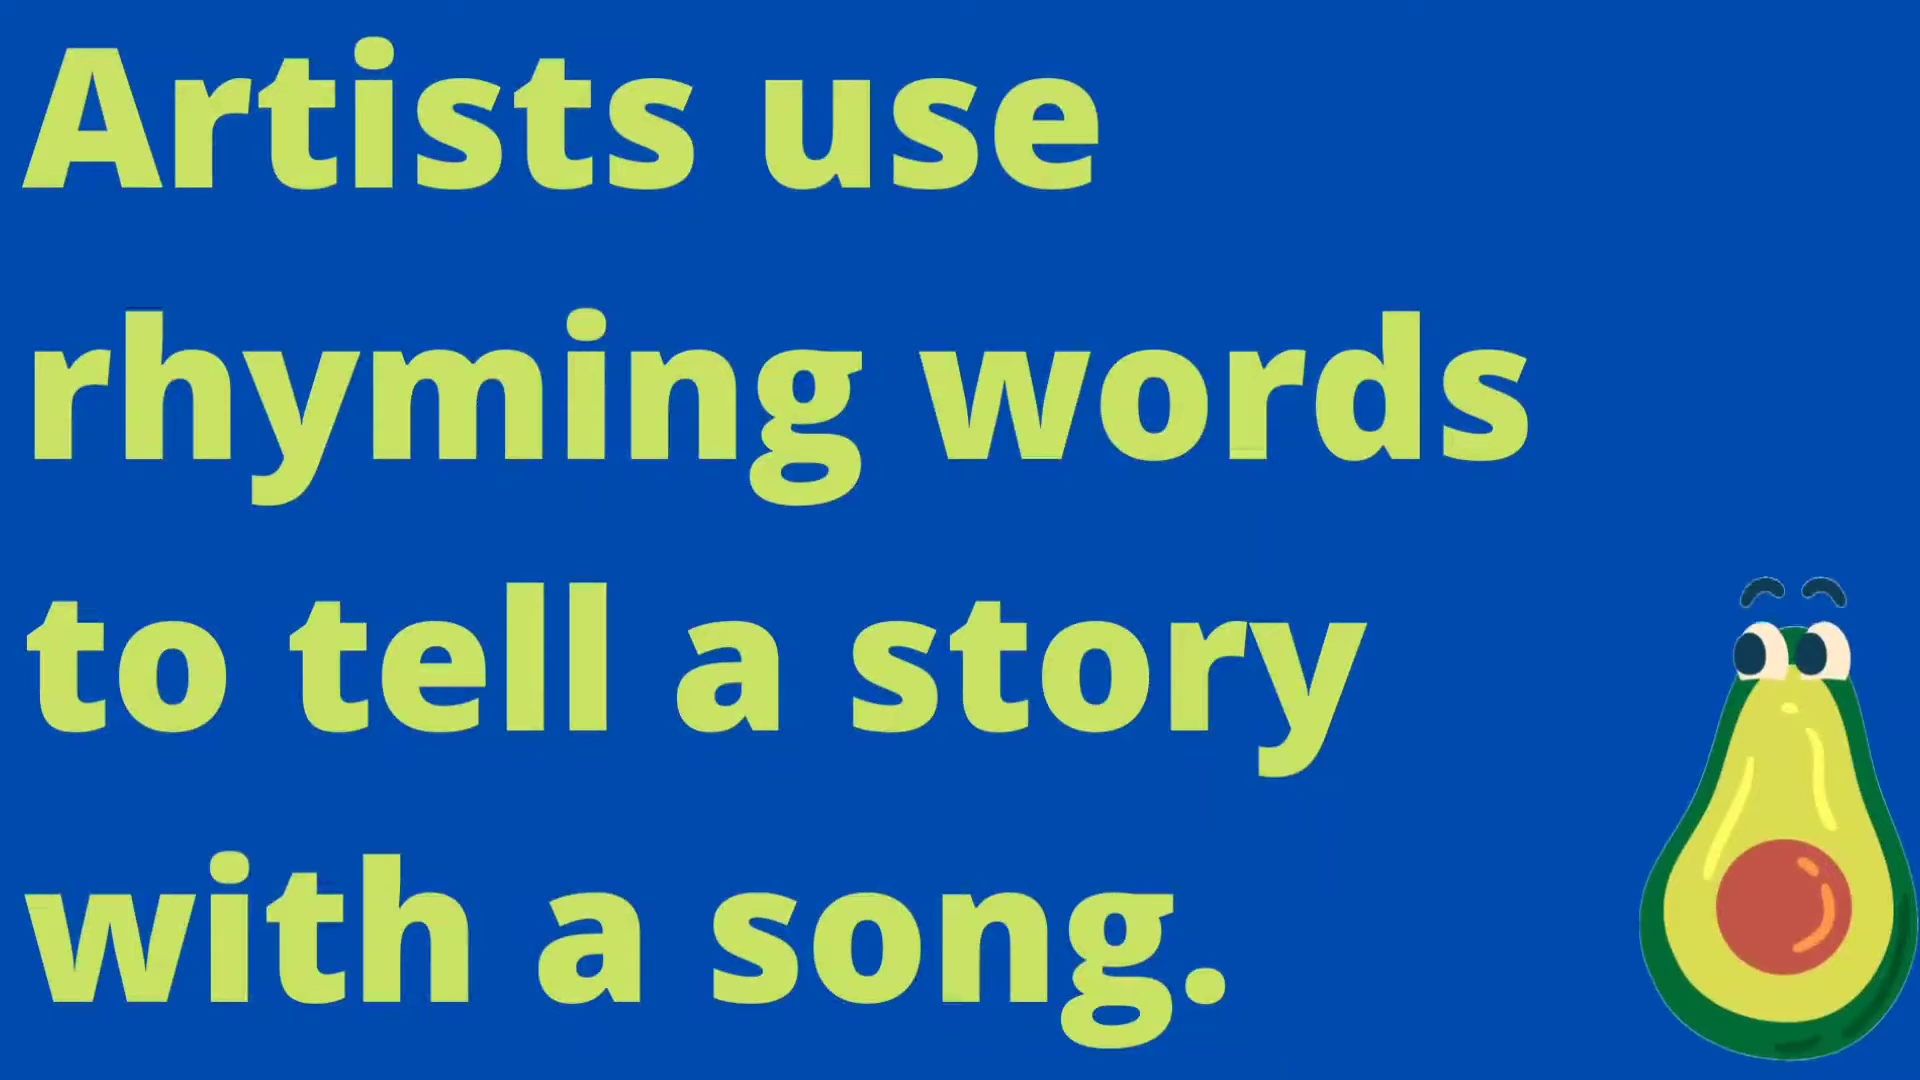 Artists use
rhyming words
to tell a story
with a song.